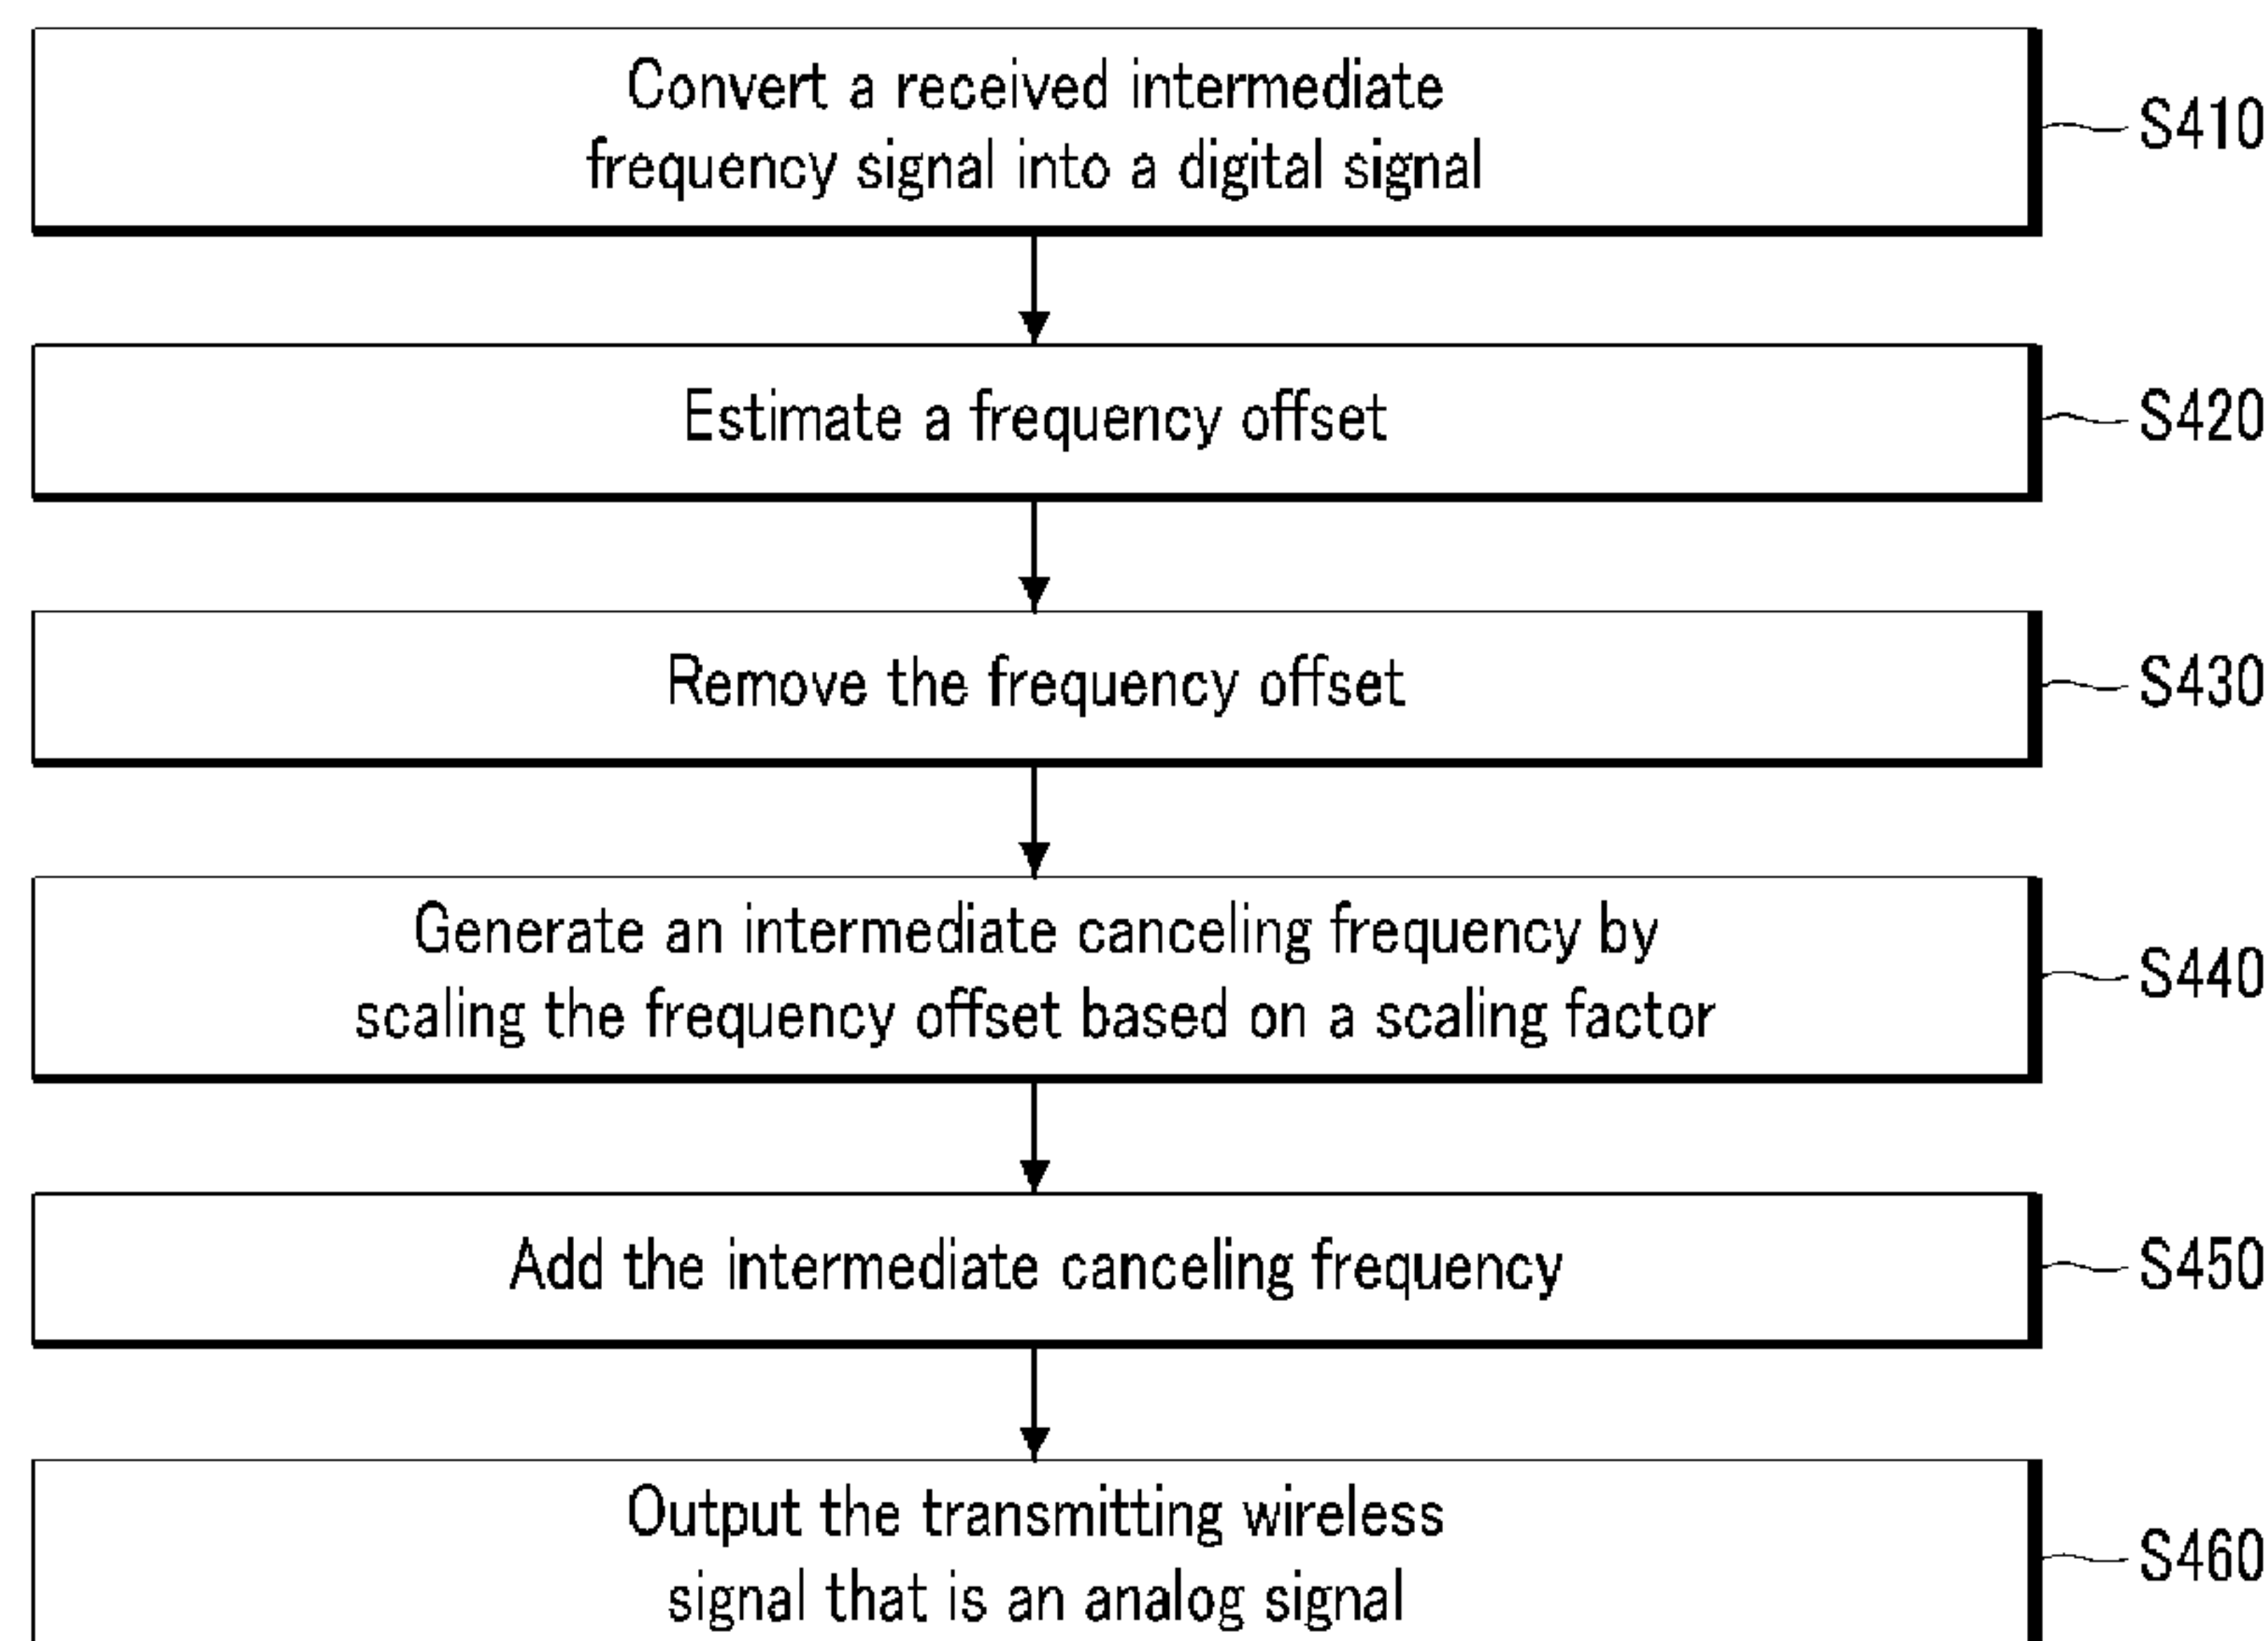 Convert a received intermediate
frequency signal into a digital signal
S410
Estimate a frequency offset
S420
Remove the frequency offset
S430
Generate an intermediate canceling frequency by
scaling the frequency offset based on a scaling factor
S440
Add the intermediate canceling frequency
S450
Output the transmitting wireless
signal that is an analog signal
S460